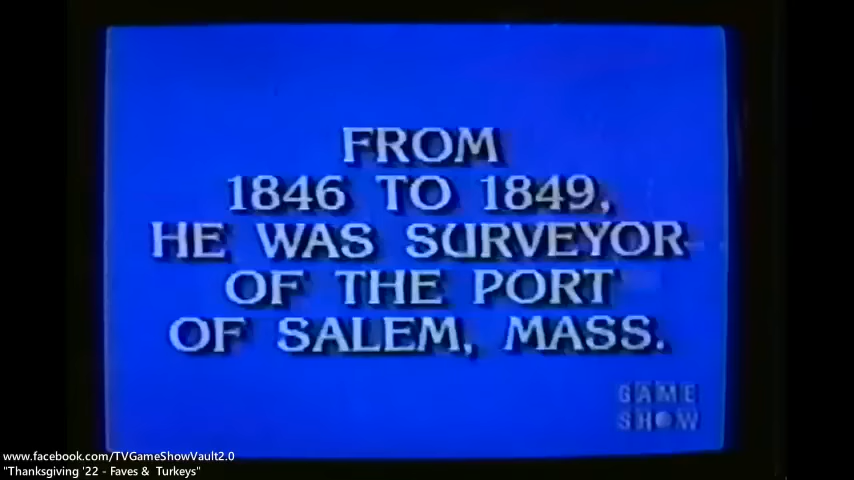 FROM
1846 TO 1849,
HE WAS SURVEYOR
OF THE PORT
OF SALEM, MASS.
GAME
SHOW
www.facebook.com/TVGameShowVault2.0
"Thanksgiving '22 - Faves & Turkeys"